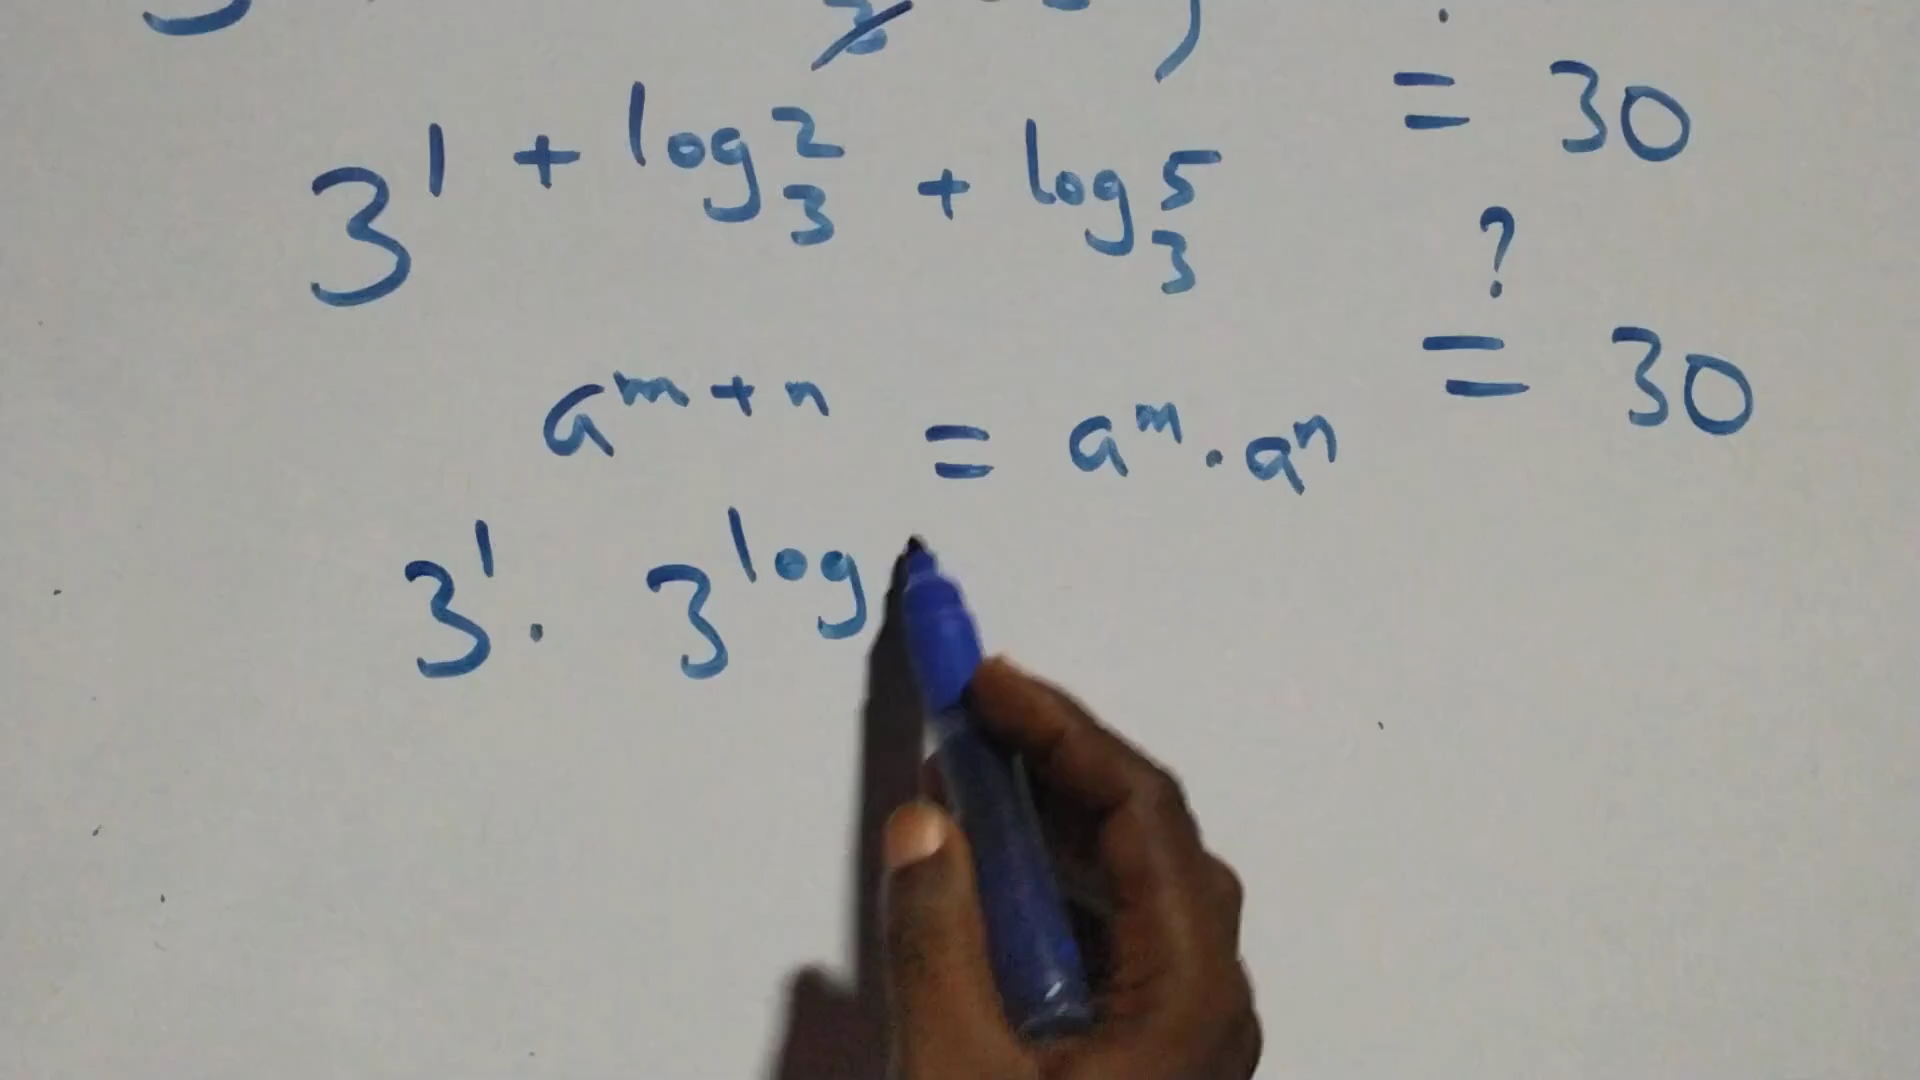 3^1 + log_3^2 + log_3^5 = 30
?
a^{m+n} = a^m · a^n = 30
3^1 · 3^log